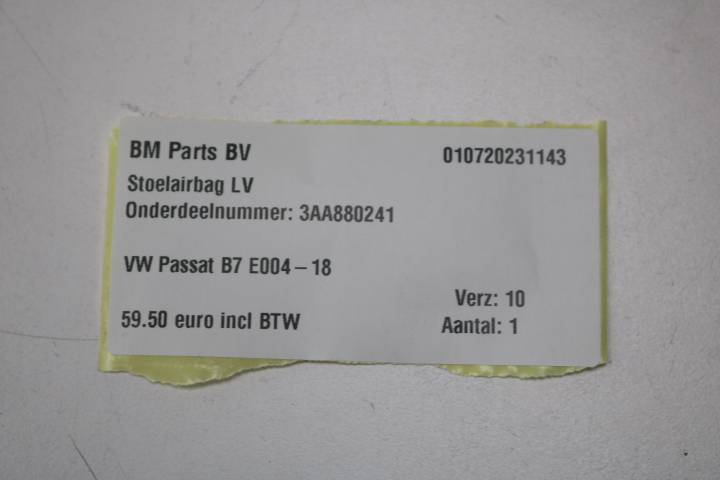 BM Parts BV 010720231143
Stoelairbag LV
Onderdeelnummer: 3AA880241
VW Passat B7 E004-18
Verz: 10
59.50 euro incl BTW Aantal: 1